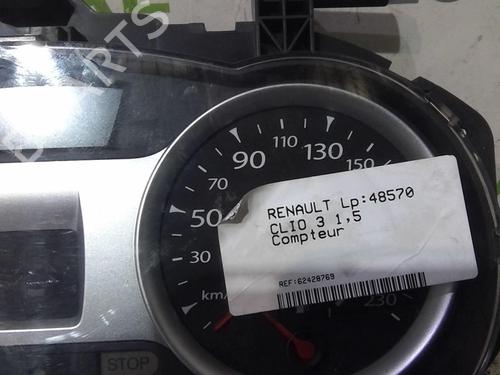 PARTS
110
90
130
70
150
50
30
km/
230
RENAULT Lp:48570
CLIO 3 1,5
Compteur
REF:62428769
STOP